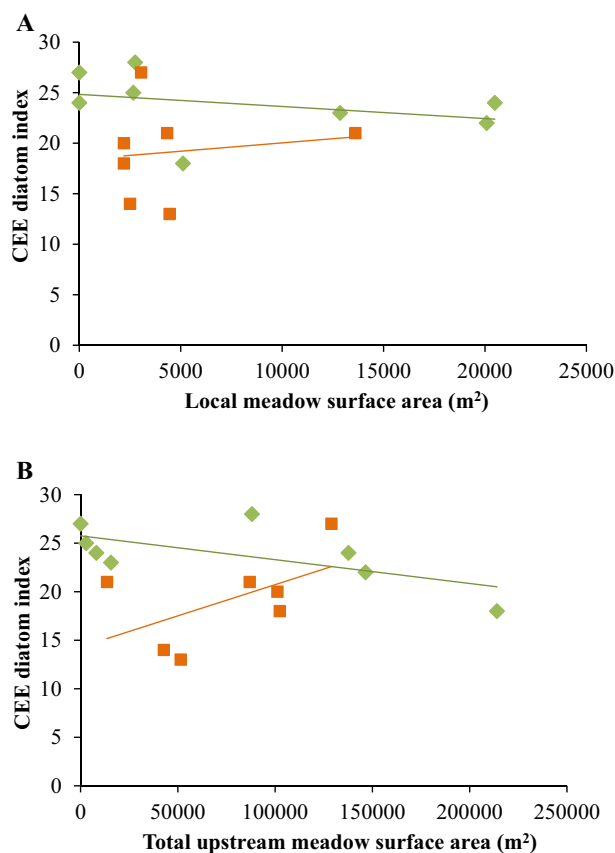 A
30
25
20
15
10
5
0
CEE diatom index
0 5000 10000 15000 20000 25000
Local meadow surface area (m²)
B
30
25
20
15
10
5
0
CEE diatom index
0 50000 100000 150000 200000 250000
Total upstream meadow surface area (m²)